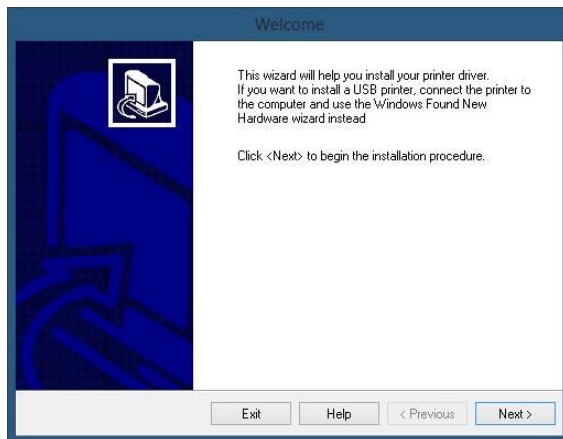 Welcome
This wizard will help you install your printer driver.
If you want to install a USB printer, connect the printer to
the computer and use the Windows Found New
Hardware wizard instead
Click <Next> to begin the installation procedure.
Exit
Help
< Previous
Next >